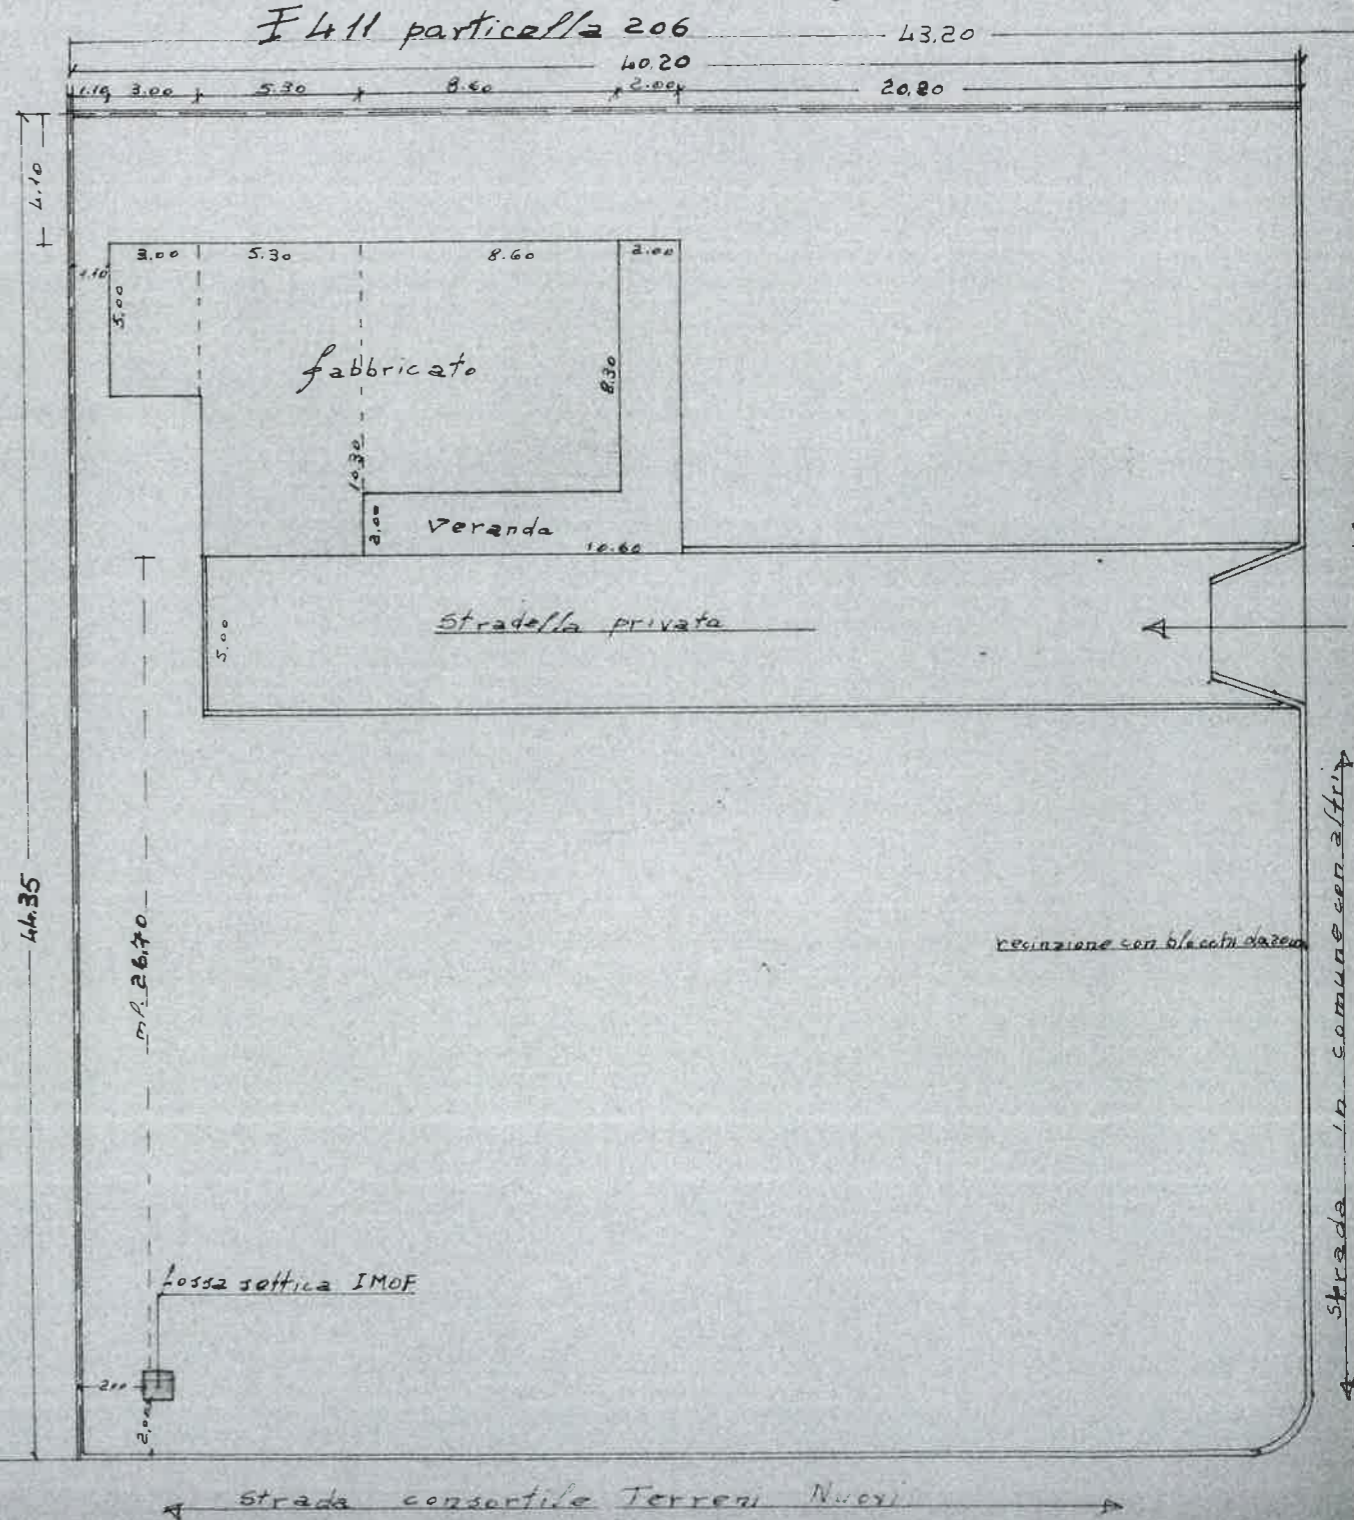 F 411 particella 206
43.20
40.20
1.10 3.00 5.30 8.60 2.00 20.80
4.10
3.00 5.30 8.60 2.00
1.10
5.00
fabbricato
8.30
10.30
2.00
Veranda
10.60
Stradella privata
5.00
44.35
ml. 26,70
recinzione con blocchi
strada in comune con altri
fossa settica IMOF
2.00
2.00
Strada consortile Terreni Nuovi